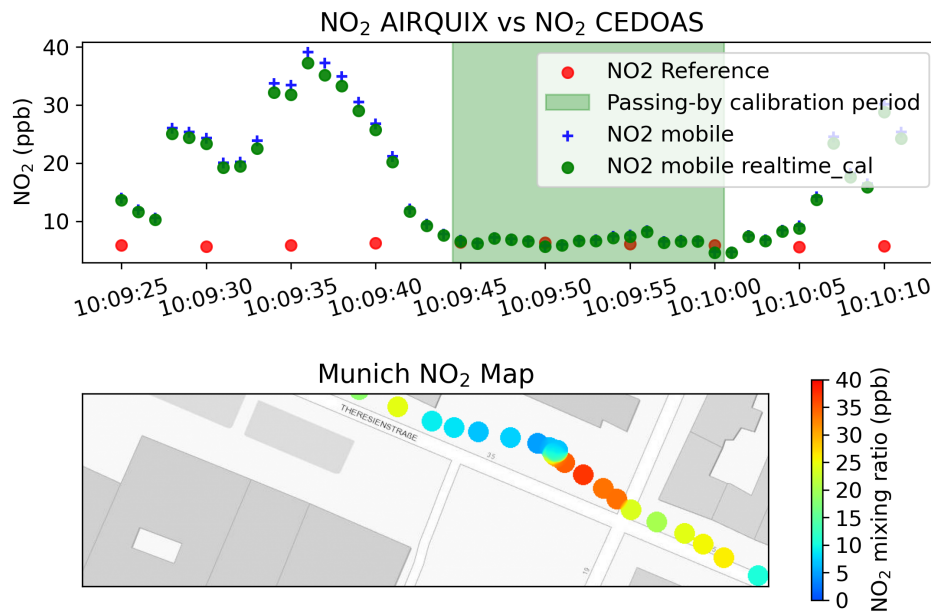 NO₂ AIRQUIX vs NO₂ CEDOAS
NO₂ (ppb)
40
30
20
10
NO2 Reference
Passing-by calibration period
NO2 mobile
NO2 mobile realtime_cal
10:09:25
10:09:30
10:09:35
10:09:40
10:09:45
10:09:50
10:09:55
10:10:00
10:10:05
10:10:10
Munich NO₂ Map
THERESIENSTRAßE
35
19
40
35
30
25
20
15
10
5
0
NO₂ mixing ratio (ppb)